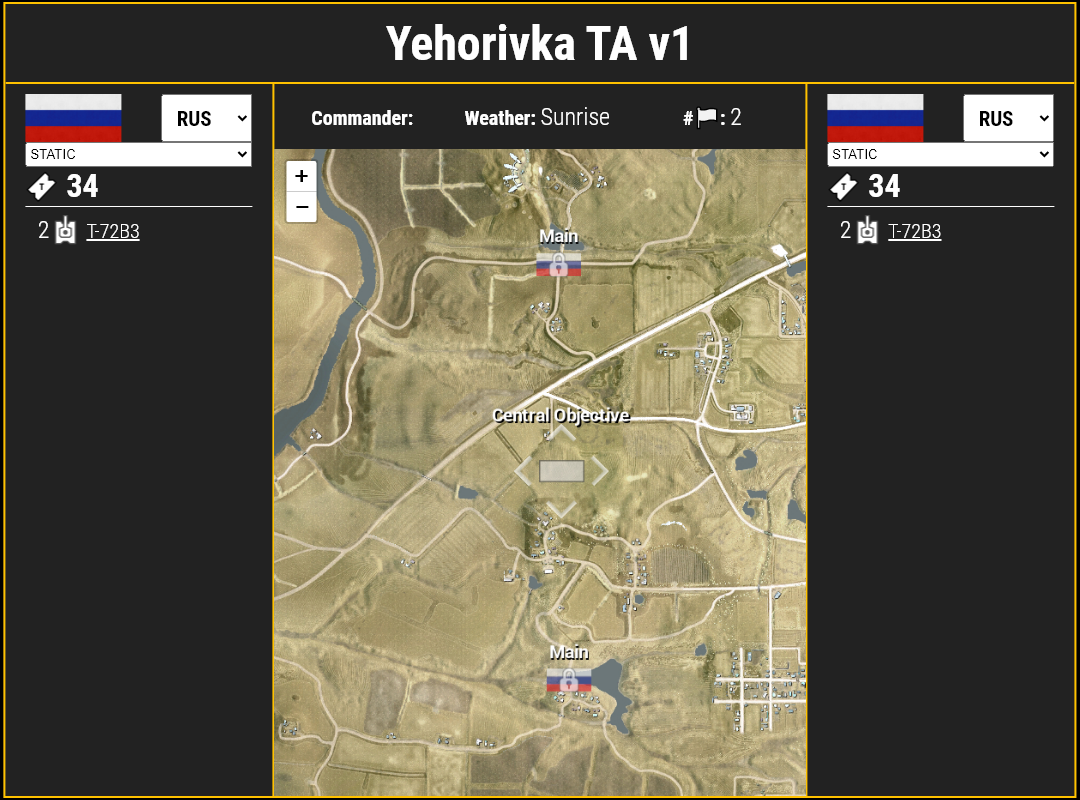 Yehorivka TA v1
RUS
STATIC
T 34
2 T-72B3
Commander: Weather: Sunrise #: 2
+
−
Main
Central Objective
Main
RUS
STATIC
T 34
2 T-72B3